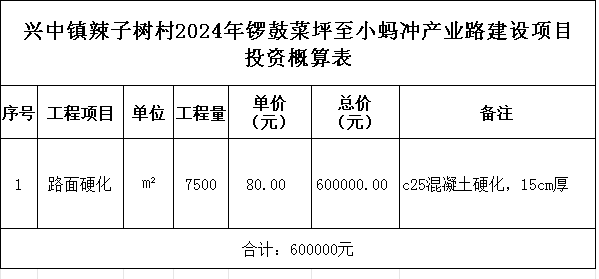 兴中镇辣子树村2024年锣鼓菜坪至小蚂冲产业路建设项目
投资概算表
序号 工程项目 单位 工程量 单价（元） 总价（元） 备注
1 路面硬化 m² 7500 80.00 600000.00 c25混凝土硬化，15cm厚
合计：600000元